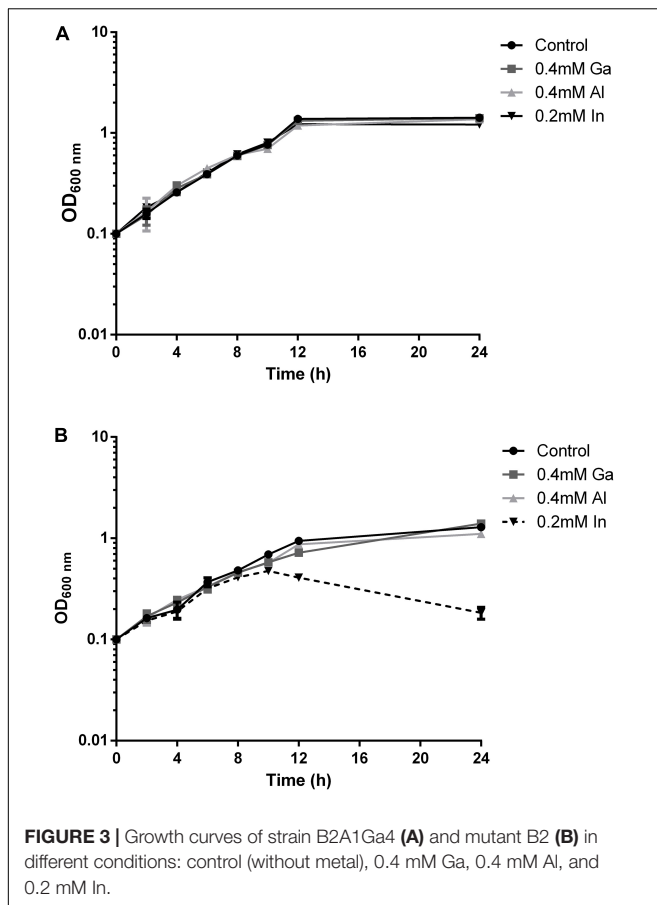 A
10
1
0.1
0.01
OD600 nm
0 4 8 12 16 20 24
Time (h)
Control
0.4mM Ga
0.4mM Al
0.2mM In
B
10
1
0.1
0.01
OD600 nm
0 4 8 12 16 20 24
Time (h)
Control
0.4mM Ga
0.4mM Al
0.2mM In
FIGURE 3 | Growth curves of strain B2A1Ga4 (A) and mutant B2 (B) in
different conditions: control (without metal), 0.4 mM Ga, 0.4 mM Al, and
0.2 mM In.